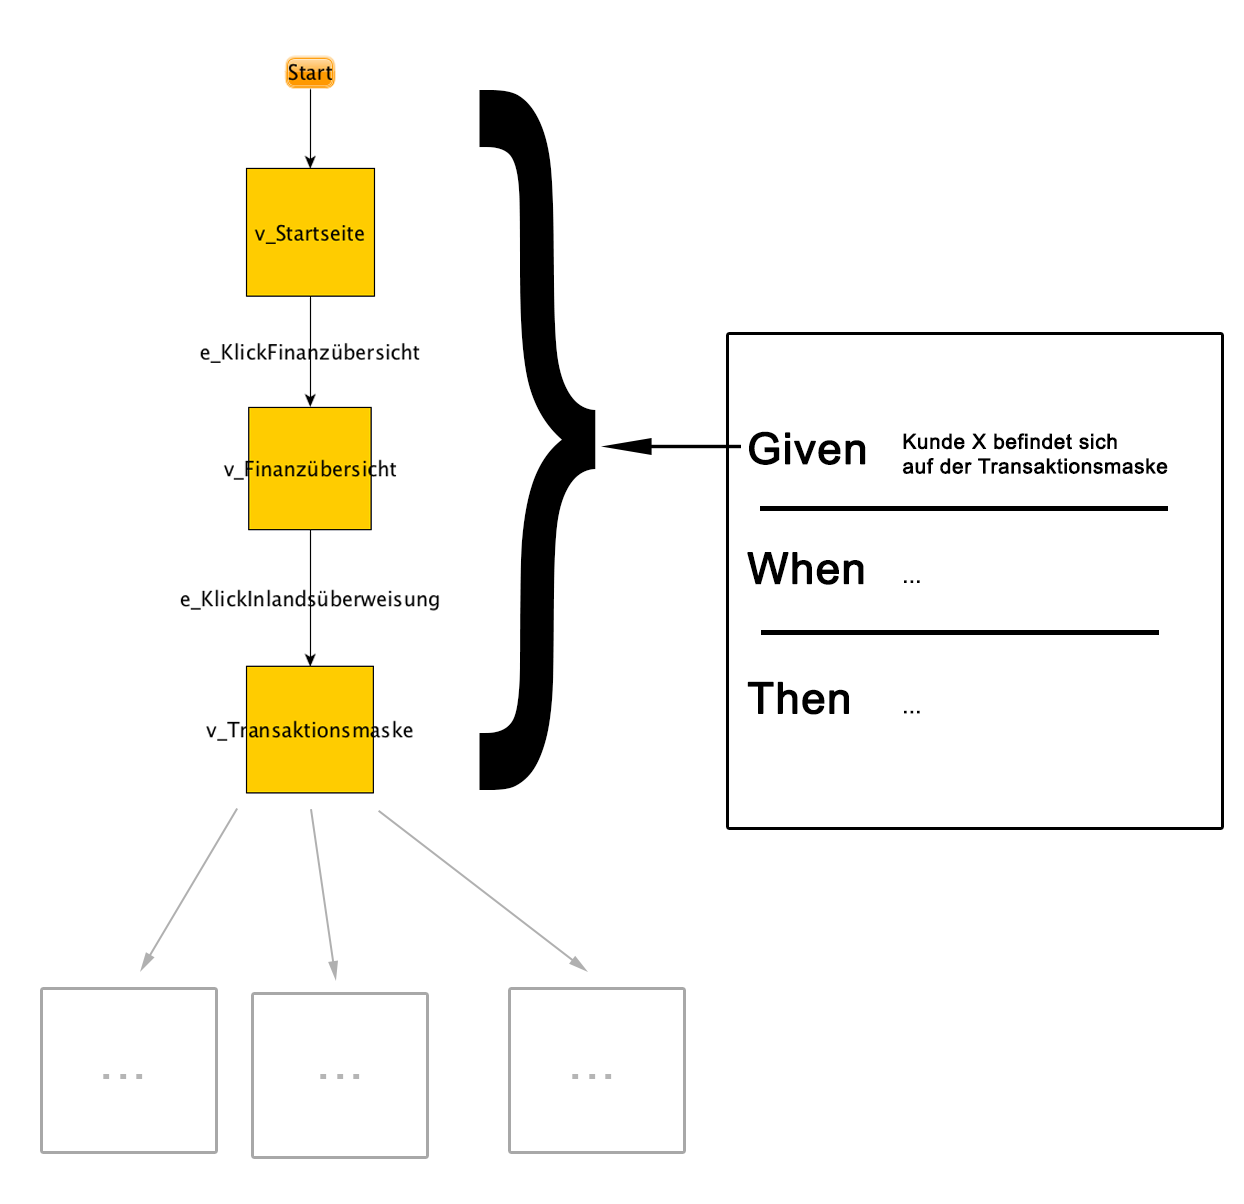 Start
v_Startseite
e_KlickFinanzübersicht
v_Finanzübersicht
e_KlickInlandsüberweisung
v_Transaktionsmaske
...
...
...
Given
Kunde X befindet sich
auf der Transaktionsmaske
When ...
Then ...